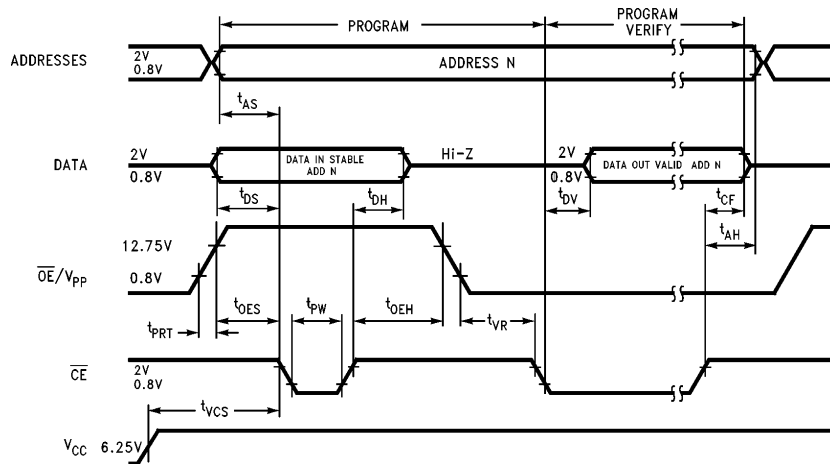 PROGRAM
PROGRAM
VERIFY
ADDRESSES
2V
0.8V
ADDRESS N
tAS
DATA
2V
0.8V
DATA IN STABLE
ADD N
Hi-Z
2V
0.8V
DATA OUT VALID ADD N
tDS
tDH
tDV
tCF
tAH
12.75V
OE/VPP
0.8V
tPRT
tOES
tPW
tOEH
tVR
CE
2V
0.8V
tVCS
VCC
6.25V